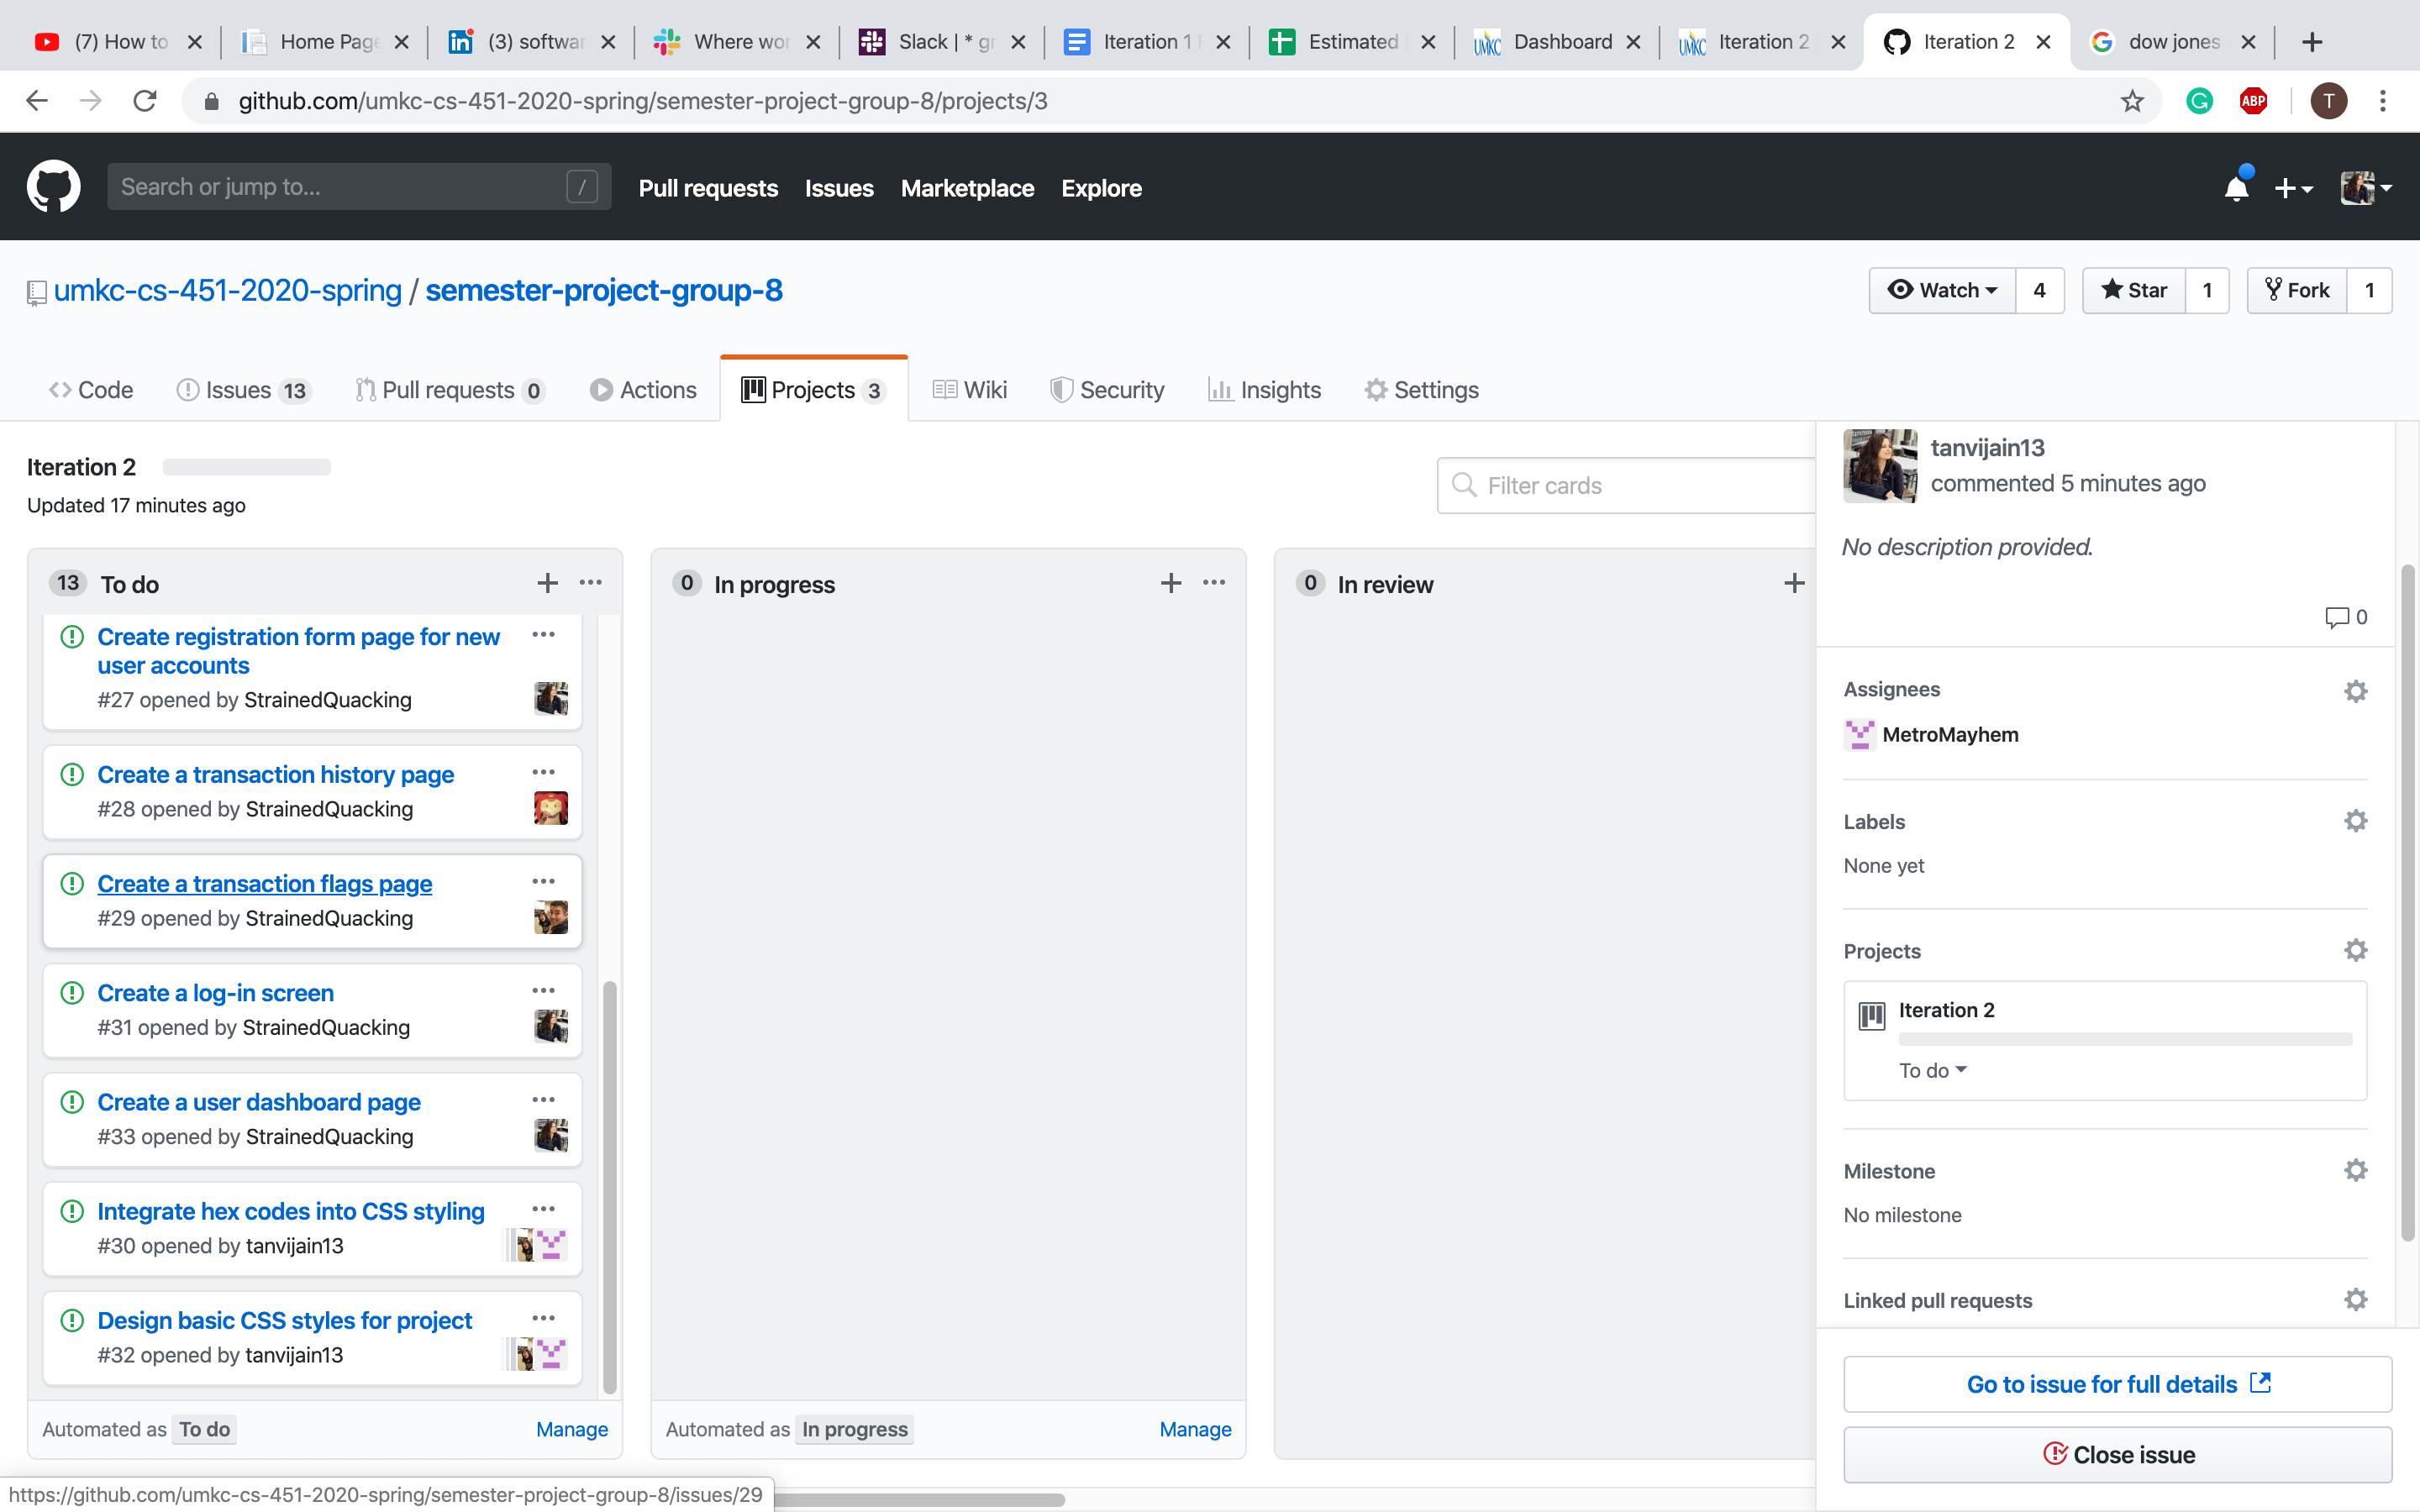 (7) How to
Home Page
(3) softwar
Where wor
Slack | * gr
Iteration 1
Estimated
Dashboard
Iteration 2
Iteration 2
dow jones
github.com/umkc-cs-451-2020-spring/semester-project-group-8/projects/3
ABP
T
Search or jump to...
/
Pull requests
Issues
Marketplace
Explore
umkc-cs-451-2020-spring / semester-project-group-8
Watch 4
Star 1
Fork 1
Code
Issues 13
Pull requests 0
Actions
Projects 3
Wiki
Security
Insights
Settings
Iteration 2
Updated 17 minutes ago
Filter cards
13 To do
Create registration form page for new
user accounts
#27 opened by StrainedQuacking
Create a transaction history page
#28 opened by StrainedQuacking
Create a transaction flags page
#29 opened by StrainedQuacking
Create a log-in screen
#31 opened by StrainedQuacking
Create a user dashboard page
#33 opened by StrainedQuacking
Integrate hex codes into CSS styling
#30 opened by tanvijain13
Design basic CSS styles for project
#32 opened by tanvijain13
Automated as To do
Manage
0 In progress
Automated as In progress
Manage
0 In review
tanvijain13
commented 5 minutes ago
No description provided.
0
Assignees
MetroMayhem
Labels
None yet
Projects
Iteration 2
To do
Milestone
No milestone
Linked pull requests
Go to issue for full details
Close issue
https://github.com/umkc-cs-451-2020-spring/semester-project-group-8/issues/29